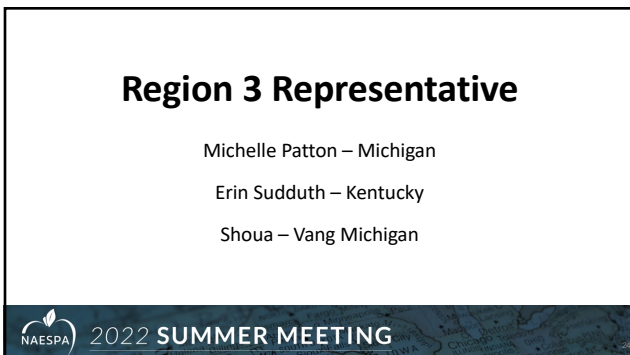 Region 3 Representative
Michelle Patton – Michigan
Erin Sudduth – Kentucky
Shoua – Vang Michigan
NAESPA 2022 SUMMER MEETING